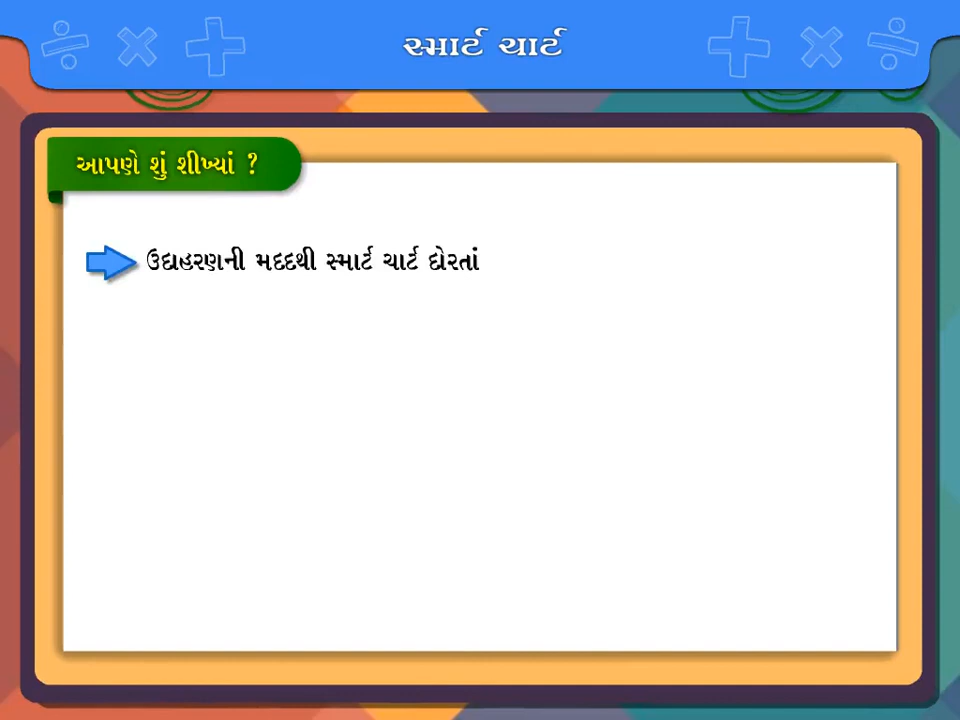 સ્માર્ટ ચાર્ટ
આપણે શું શીખ્યાં ?
ઉદાહરણની મદદથી સ્માર્ટ ચાર્ટ દોરતાં